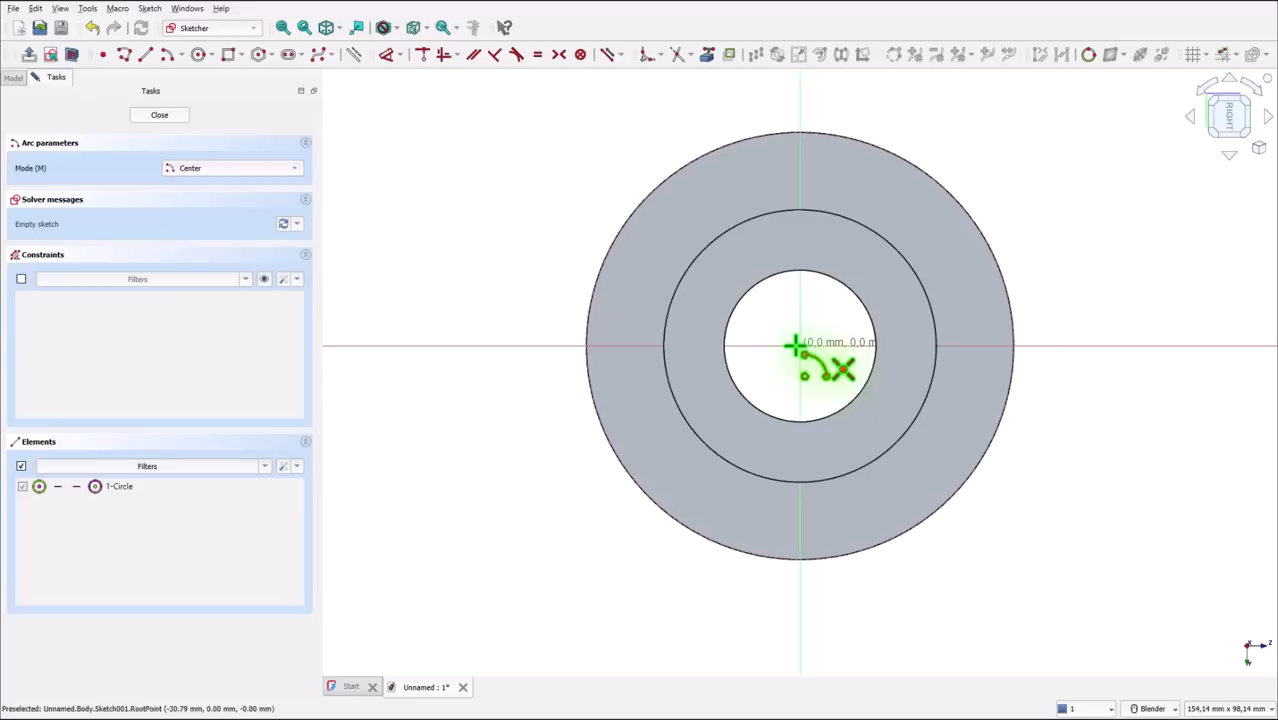 File Edit View Tools Macro Sketch Windows Help
Sketcher
Model Tasks
Tasks
Close
RIGHT
Arc parameters
Mode (M) Center
Solver messages
Empty sketch
Constraints
Filters
(0,0 mm, 0,0 m
Elements
Filters
1-Circle
X
Z
Y
Start Unnamed : 1*
Preselected: Unnamed.Body.Sketch001.RootPoint (-30.79 mm, 0.00 mm, -0.00 mm) 1 Blender 154,14 mm x 98,14 mm